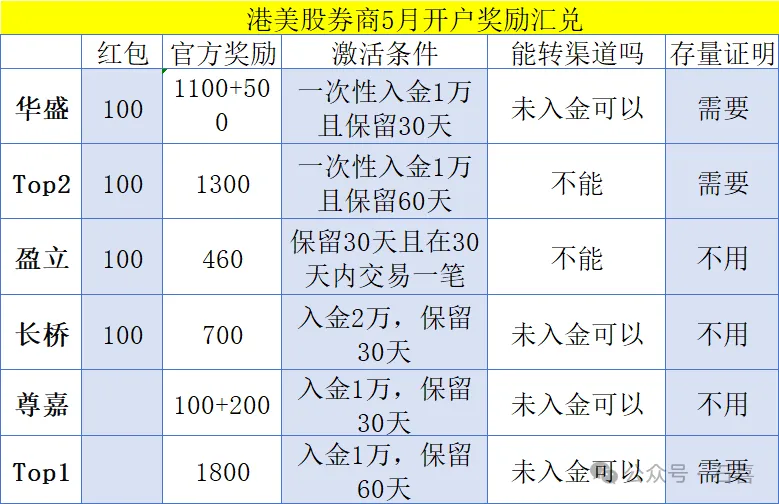 港美股券商5月开户奖励汇兑
红包 官方奖励 激活条件 能转渠道吗 存量证明
华盛 100 1100+500 一次性入金1万且保留30天 未入金可以 需要
Top2 100 1300 一次性入金1万且保留60天 不能 需要
盈立 100 460 保留30天且在30天内交易一笔 不能 不用
长桥 100 700 入金2万，保留30天 未入金可以 不用
尊嘉 100+200 入金1万，保留30天 未入金可以 不用
Top1 1800 入金1万，保留60天 未入金可以 需要
公众号